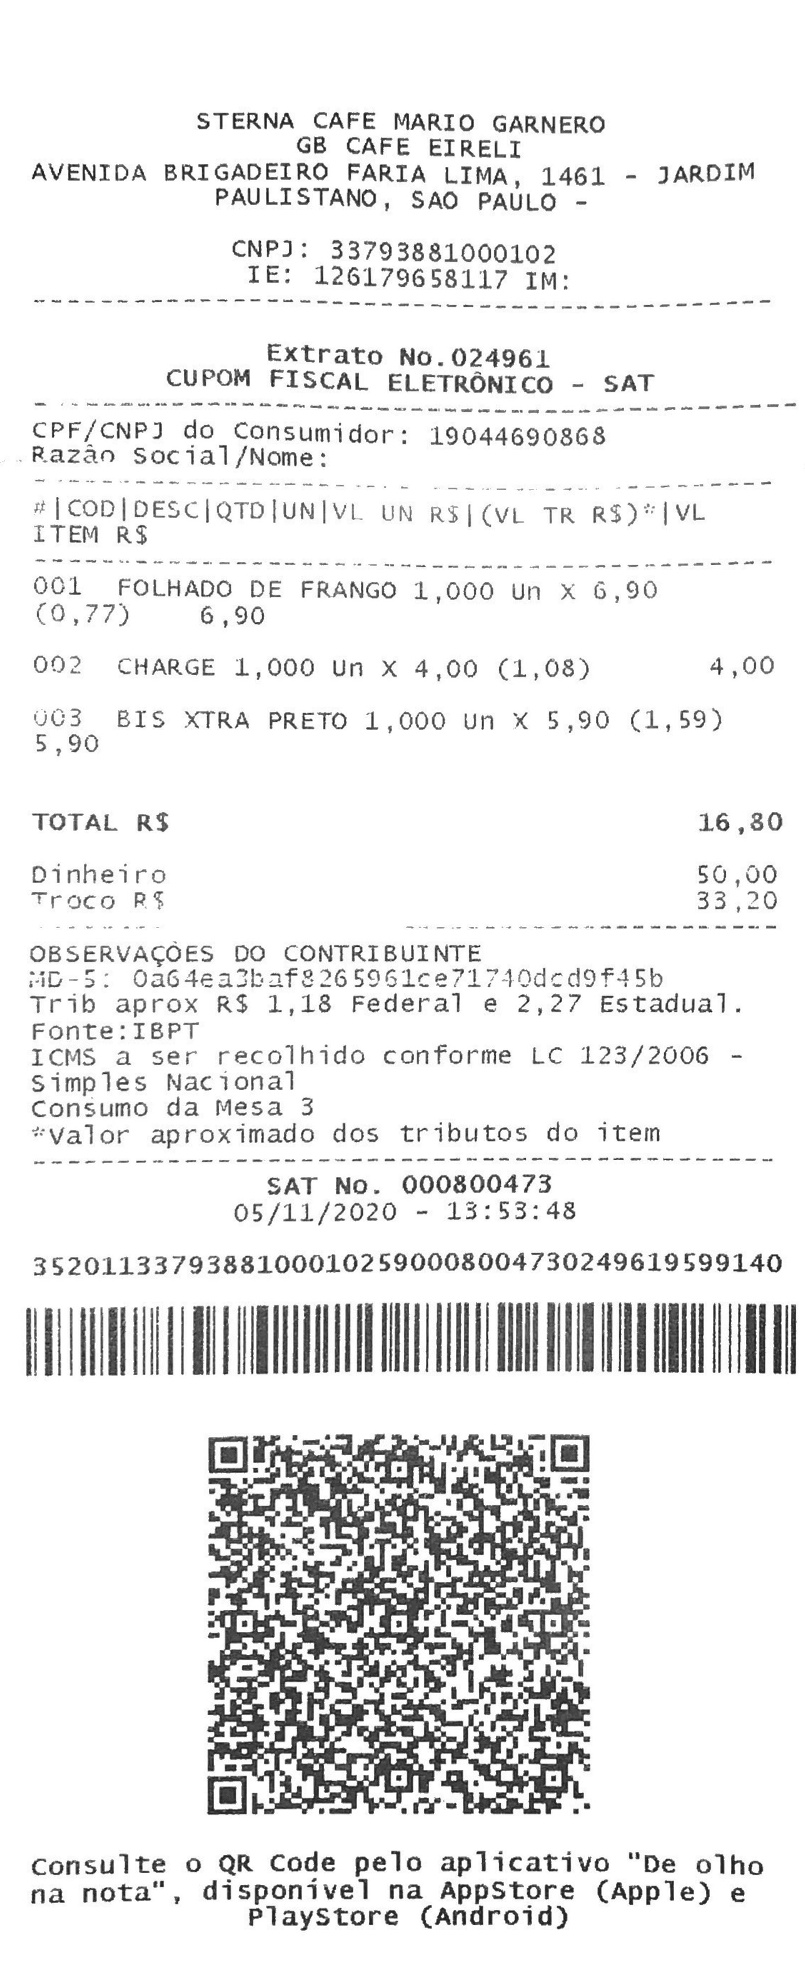 STERNA CAFE MARIO GARNERO
GB CAFE EIRELI
AVENIDA BRIGADEIRO FARIA LIMA, 1461 - JARDIM
PAULISTANO, SAO PAULO -
CNPJ: 33793881000102
IE: 126179658117 IM:
Extrato No.024961
CUPOM FISCAL ELETRÔNICO - SAT
CPF/CNPJ do Consumidor: 19044690868
Razão Social/Nome:
#|COD|DESC|QTD|UN|VL UN R$|(VL TR R$)*|VL
ITEM R$
001 FOLHADO DE FRANGO 1,000 Un X 6,90
(0,77) 6,90
002 CHARGE 1,000 Un X 4,00 (1,08) 4,00
003 BIS XTRA PRETO 1,000 Un X 5,90 (1,59)
5,90
TOTAL R$ 16,80
Dinheiro 50,00
Troco R$ 33,20
OBSERVAÇÕES DO CONTRIBUINTE
MD-5: 0a64ea3baf8265961ce71740dcd9f45b
Trib aprox R$ 1,18 Federal e 2,27 Estadual.
Fonte:IBPT
ICMS a ser recolhido conforme LC 123/2006 -
Simples Nacional
Consumo da Mesa 3
*Valor aproximado dos tributos do item
SAT No. 000800473
05/11/2020 - 13:53:48
35201133793881000102590008004730249619599140
Consulte o QR Code pelo aplicativo "De olho
na nota", disponível na AppStore (Apple) e
PlayStore (Android)